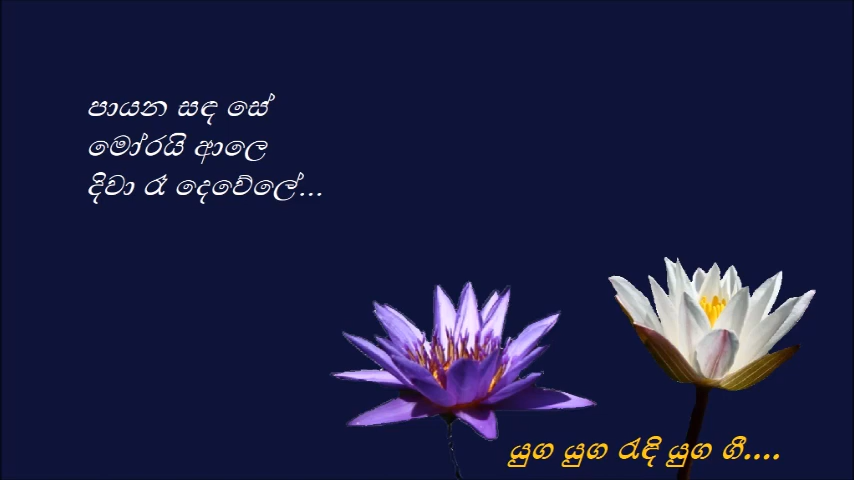 පායන සඳ සේ
මෝරයි ආලෙ
දිවා රෑ දෙවේලේ...
යුග යුග රැඳි යුග ගී....